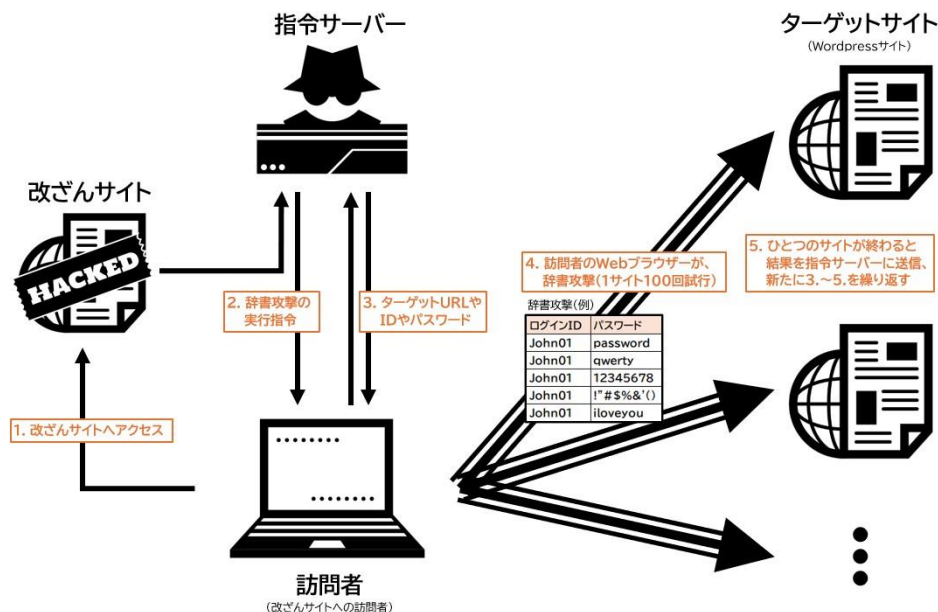 指令サーバー
ターゲットサイト
(Wordpressサイト)
改ざんサイト
HACKED
1. 改ざんサイトへアクセス
2. 辞書攻撃の
実行指令
3. ターゲットURLや
IDやパスワード
4. 訪問者のWebブラウザーが、
辞書攻撃(1サイト100回試行)
辞書攻撃(例)
ログインID パスワード
John01 password
John01 qwerty
John01 12345678
John01 !"#$%&'()
John01 iloveyou
5. ひとつのサイトが終わると
結果を指令サーバーに送信、
新たに3.~5.を繰り返す
訪問者
(改ざんサイトへの訪問者)